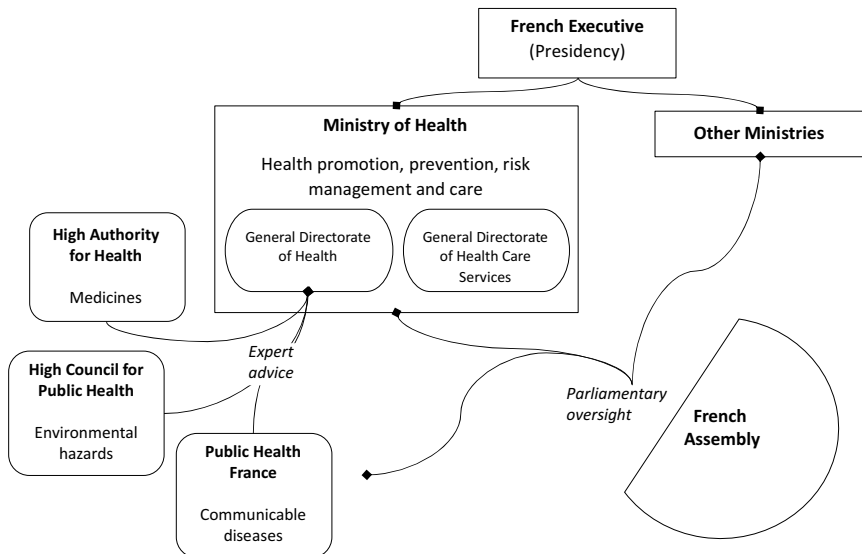 French Executive
(Presidency)
Ministry of Health
Health promotion, prevention, risk
management and care
General Directorate
of Health
General Directorate
of Health Care
Services
Other Ministries
High Authority
for Health
Medicines
High Council for
Public Health
Environmental
hazards
Expert
advice
Public Health
France
Communicable
diseases
Parliamentary
oversight
French
Assembly